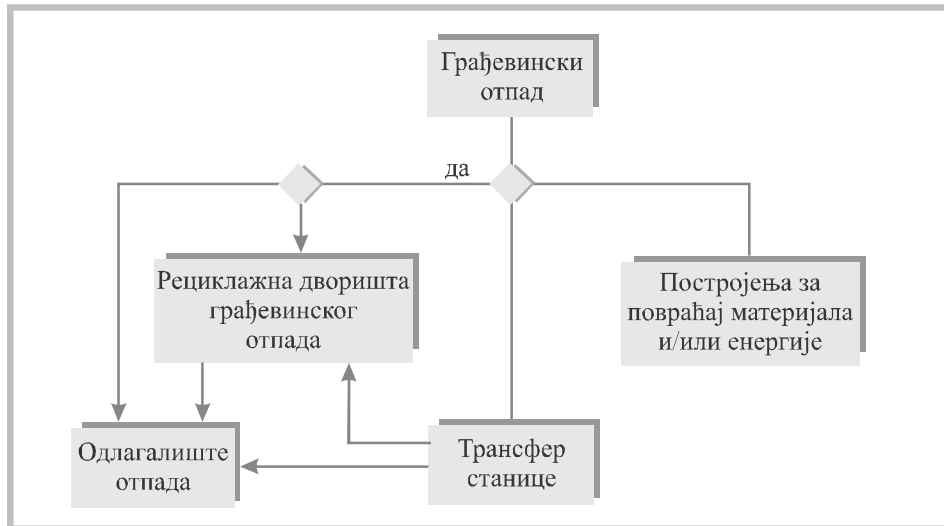 Грађевински
отпад
да
Рециклажна дворишта
грађевинског
отпада
Постројења за
повраћај материјала
и/или енергије
Одлагалиште
отпада
Трансфер
станице